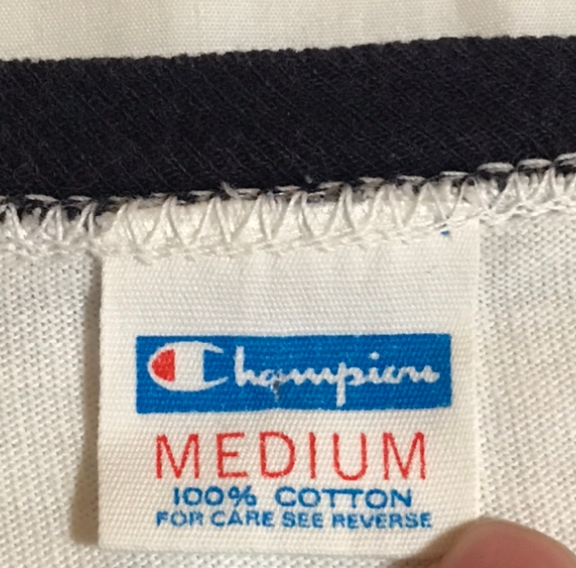 Champion
MEDIUM
100% COTTON
FOR CARE SEE REVERSE